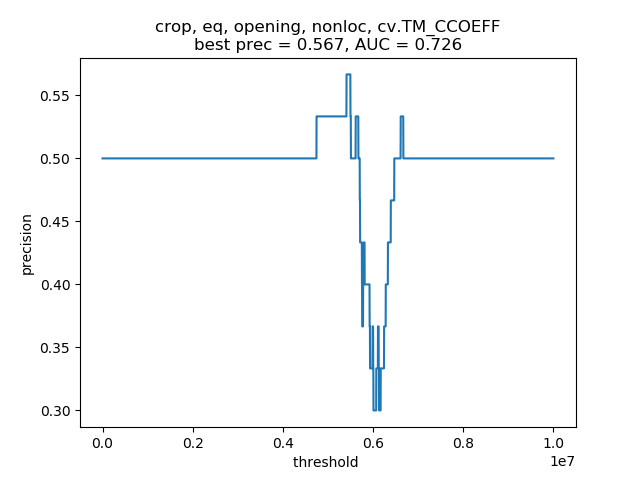 crop, eq, opening, nonloc, cv.TM_CCOEFF
best prec = 0.567, AUC = 0.726
0.55
0.50
0.45
0.40
0.35
0.30
precision
0.0 0.2 0.4 0.6 0.8 1.0
1e7
threshold